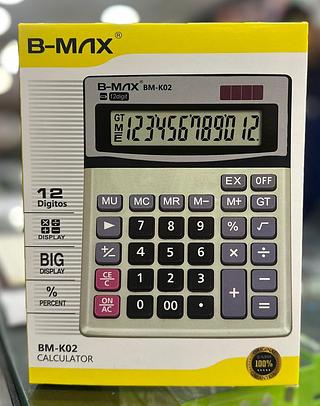 B-MAX®
B-MAX® BM-K02
12digit
GT
M
E
123456789012
EX OFF
MU MC MR M- M+ GT
▶ 7 8 9 % √
+/- 4 5 6 × ÷
CE/C 1 2 3 + −
ON/AC 0 00 • =
12
Digitos
DISPLAY
BIG
DISPLAY
%
PERCENT
BM-K02
CALCULATOR
100%